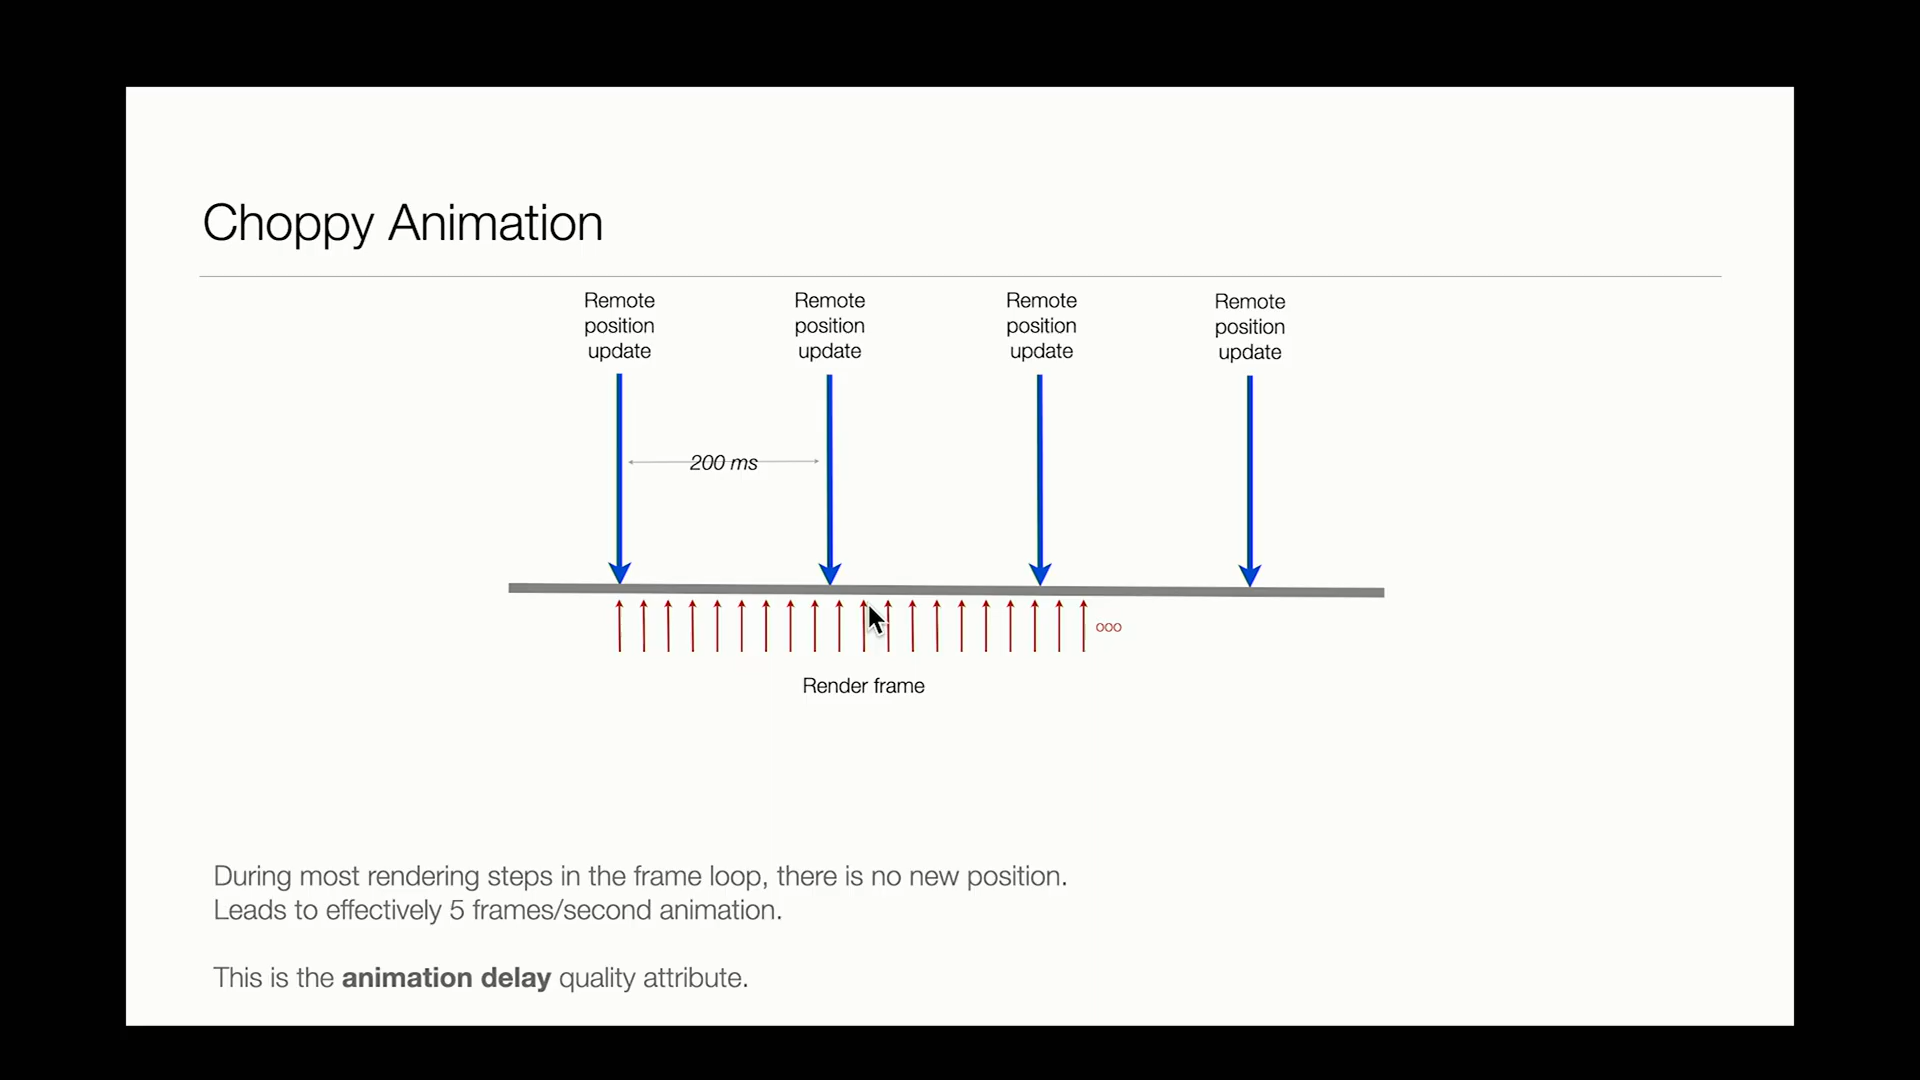 Choppy Animation
Remote
position
update
Remote
position
update
Remote
position
update
Remote
position
update
200 ms
ooo
Render frame
During most rendering steps in the frame loop, there is no new position.
Leads to effectively 5 frames/second animation.
This is the animation delay quality attribute.